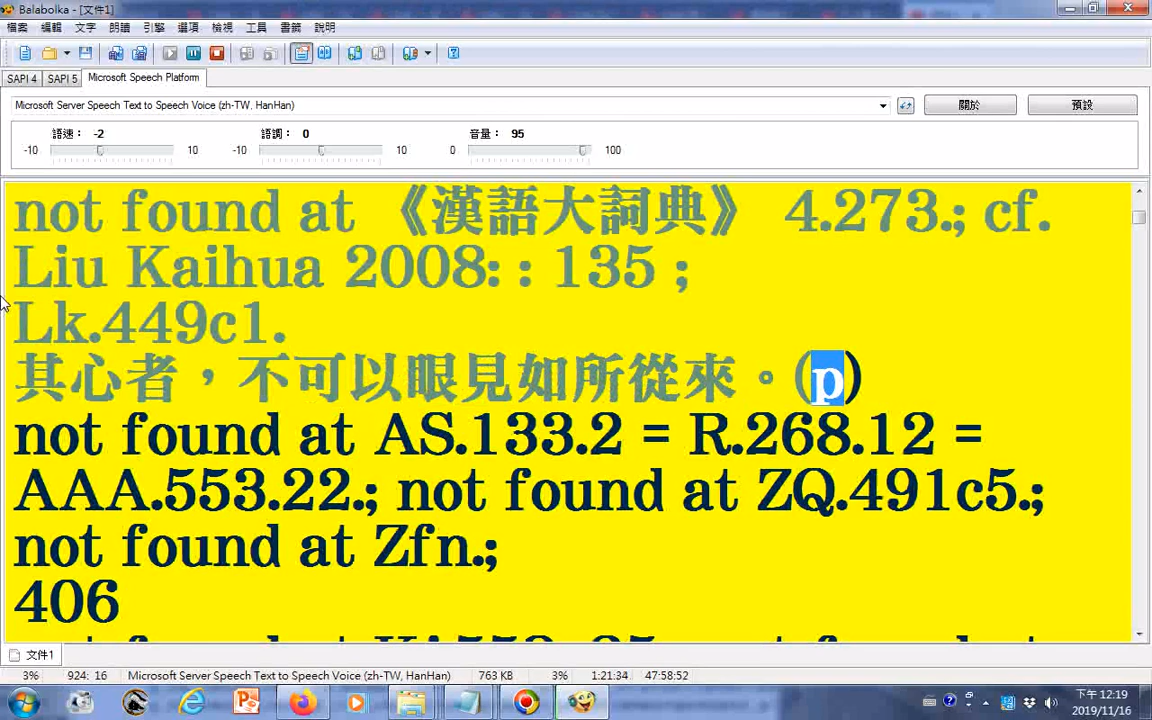 Balabolka - [文件1]
檔案 編輯 文字 朗讀 引擎 選項 檢視 工具 書籤 說明
SAPI 4 SAPI 5 Microsoft Speech Platform
Microsoft Server Speech Text to Speech Voice (zh-TW, HanHan) 關於 預設
語速： -2 語調： 0 音量： 95
-10 10 -10 10 0 100
not found at 《漢語大詞典》 4.273.; cf.
Liu Kaihua 2008: : 135 ;
Lk.449c1.
其心者，不可以眼見如所從來。(p)
not found at AS.133.2 = R.268.12 =
AAA.553.22.; not found at ZQ.491c5.;
not found at Zfn.;
406
文件1
3% 924: 16 Microsoft Server Speech Text to Speech Voice (zh-TW, HanHan) 763 KB 3% 1:21:34 47:58:52
下午 12:19
2019/11/16